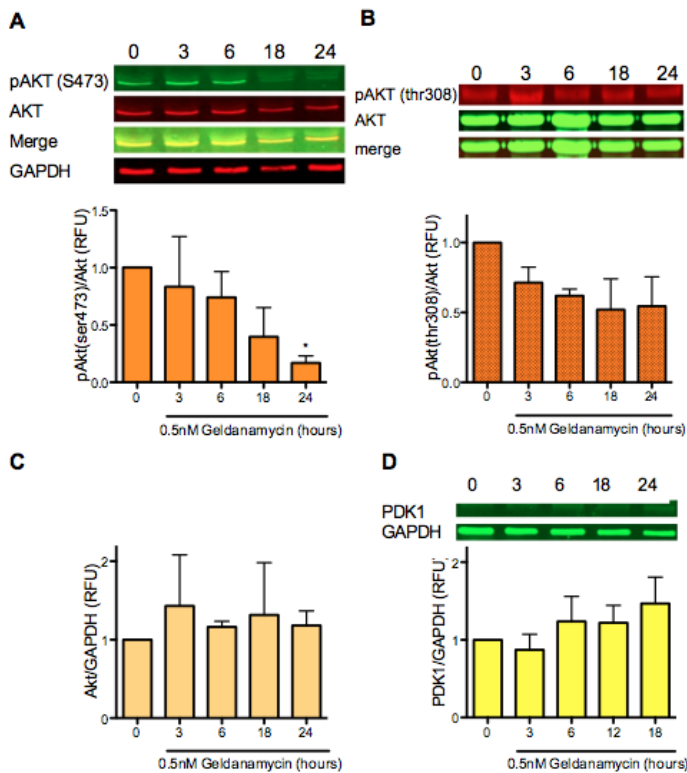 A
0 3 6 18 24
pAKT (S473)
AKT
Merge
GAPDH
1.5
1.0
0.5
0.0
pAkt(ser473)/Akt (RFU)
*
0 3 6 18 24
0.5nM Geldanamycin (hours)
B
0 3 6 18 24
pAKT (thr308)
AKT
merge
1.0
0.5
0.0
pAkt(thr308)/Akt (RFU)
0 3 6 18 24
0.5nM Geldanamycin (hours)
C
2
1
0
Akt/GAPDH (RFU)
0 3 6 18 24
0.5nM Geldanamycin (hours)
D
0 3 6 18 24
PDK1
GAPDH
2
1
0
PDK1/GAPDH (RFU)
0 3 6 12 18
0.5nM Geldanamycin (hours)